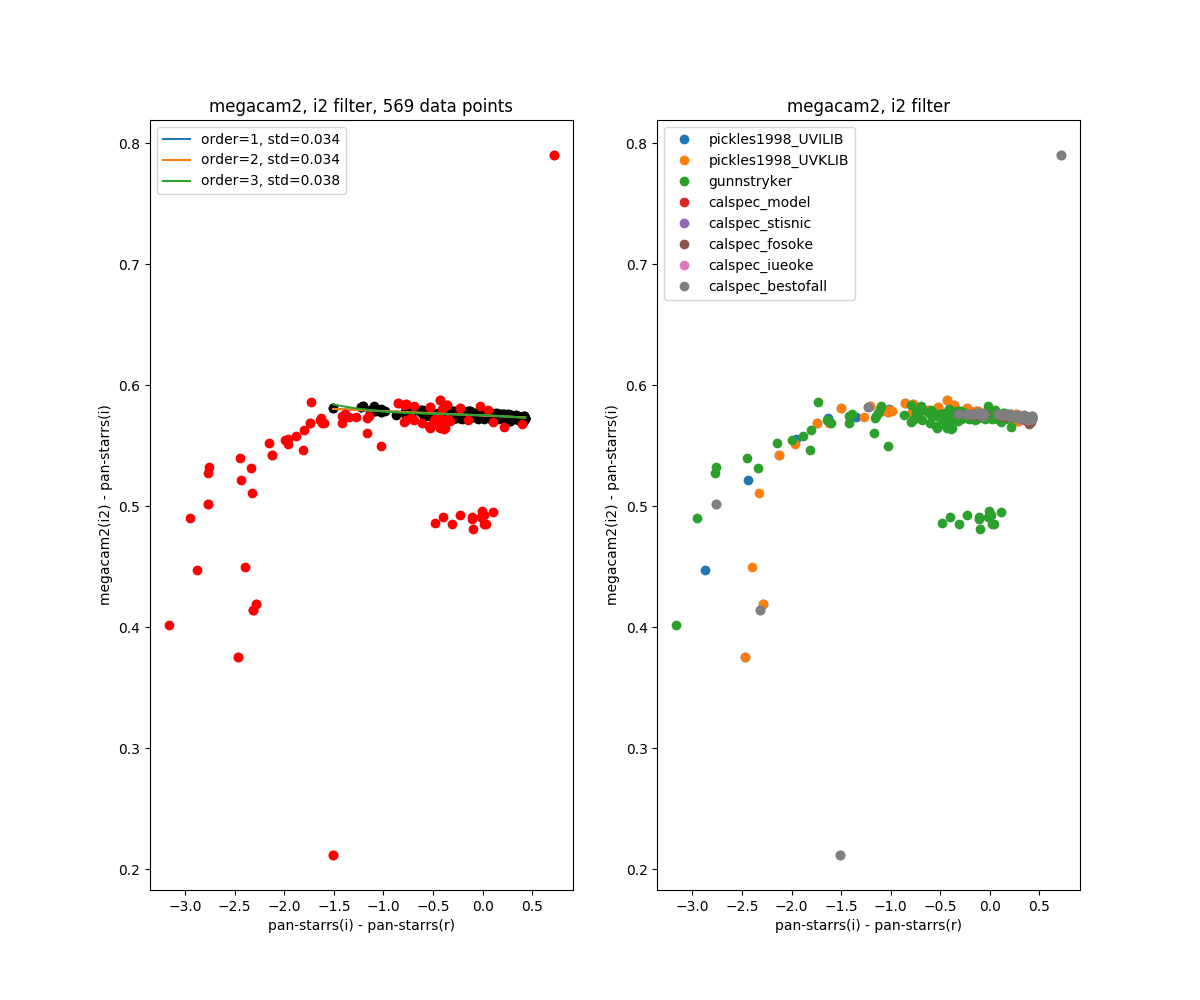 megacam2, i2 filter, 569 data points
order=1, std=0.034
order=2, std=0.034
order=3, std=0.038
megacam2(i2) - pan-starrs(i)
0.8
0.7
0.6
0.5
0.4
0.3
0.2
−3.0 −2.5 −2.0 −1.5 −1.0 −0.5 0.0 0.5
pan-starrs(i) - pan-starrs(r)
megacam2, i2 filter
pickles1998_UVILIB
pickles1998_UVKLIB
gunnstryker
calspec_model
calspec_stisnic
calspec_fosoke
calspec_iueoke
calspec_bestofall
megacam2(i2) - pan-starrs(i)
0.8
0.7
0.6
0.5
0.4
0.3
0.2
−3.0 −2.5 −2.0 −1.5 −1.0 −0.5 0.0 0.5
pan-starrs(i) - pan-starrs(r)